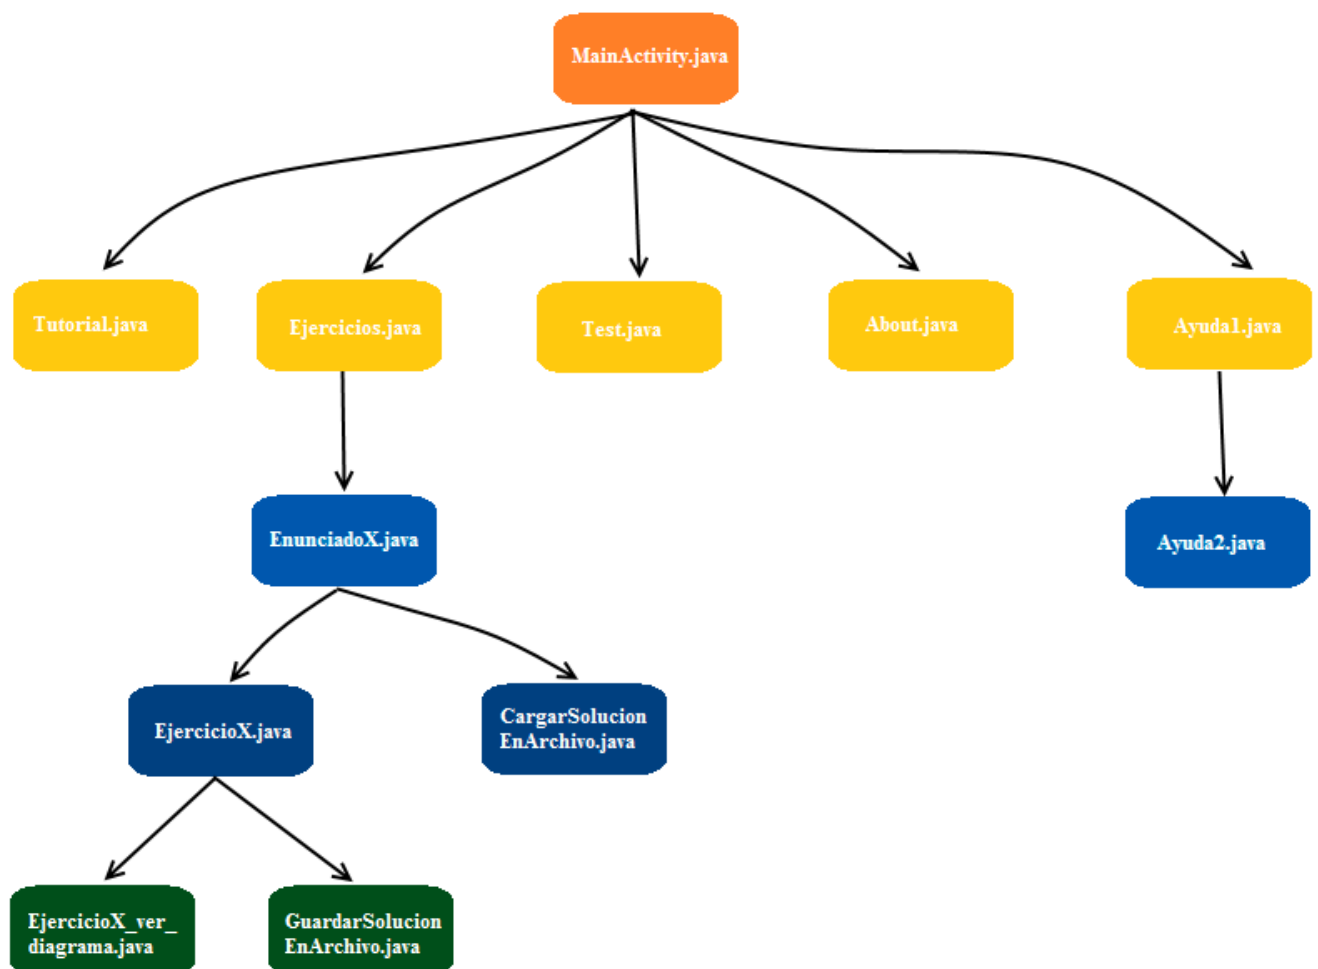 MainActivity.java
Tutorial.java
Ejercicios.java
Test.java
About.java
Ayuda1.java
EnunciadoX.java
Ayuda2.java
EjercicioX.java
CargarSolucion
EnArchivo.java
EjercicioX_ver_
diagrama.java
GuardarSolucion
EnArchivo.java